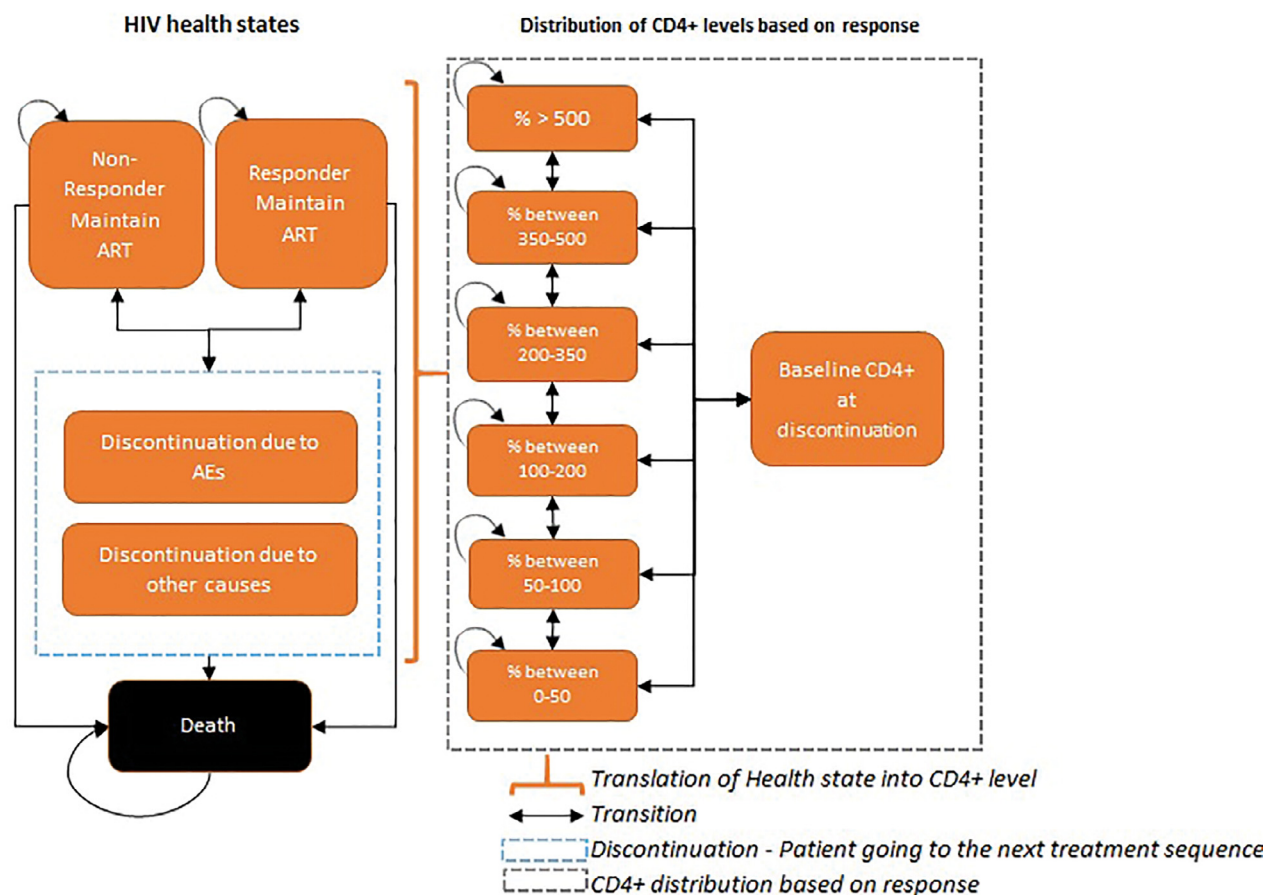 HIV health states
Distribution of CD4+ levels based on response
Non-
Responder
Maintain
ART
Responder
Maintain
ART
Discontinuation due to
AEs
Discontinuation due to
other causes
Death
% > 500
% between
350-500
% between
200-350
% between
100-200
% between
50-100
% between
0-50
Baseline CD4+
at
discontinuation
Translation of Health state into CD4+ level
Transition
Discontinuation - Patient going to the next treatment sequence
CD4+ distribution based on response